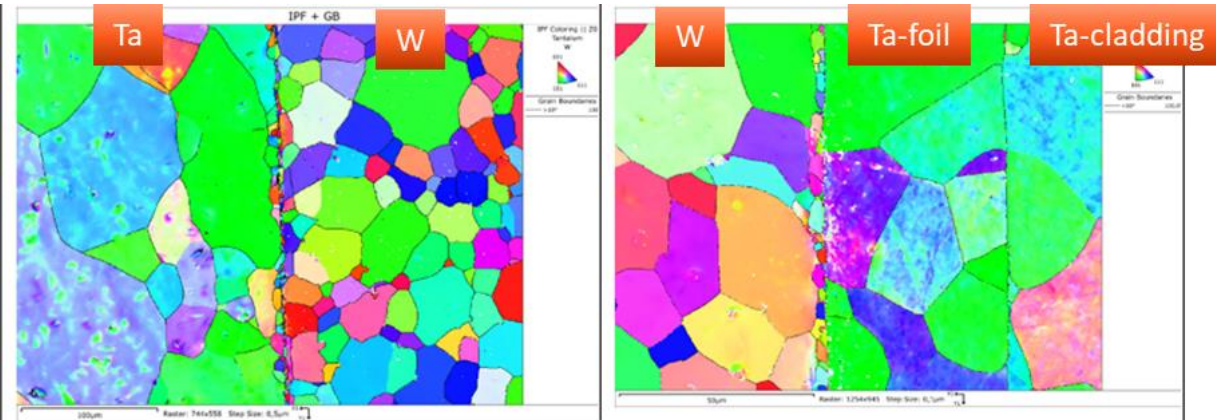 IPF + GB
Ta
W
IPF Coloring || Z0
Tantalum
W
Grain Boundaries
100µm
Raster: 744x558 Step Size: 0,5µm
W
Ta-foil
Ta-cladding
Grain Boundaries
50µm
Raster: 1254x945 Step Size: 0,1µm